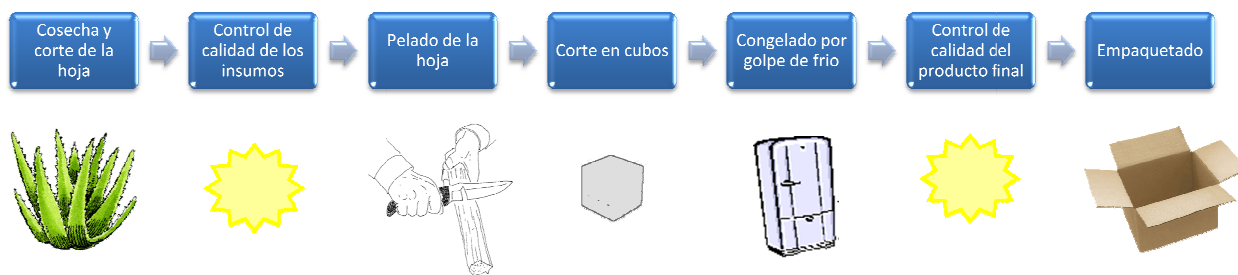 Cosecha y
corte de la
hoja
Control de
calidad de los
insumos
Pelado de la
hoja
Corte en cubos
Congelado por
golpe de frio
Control de
calidad del
producto final
Empaquetado